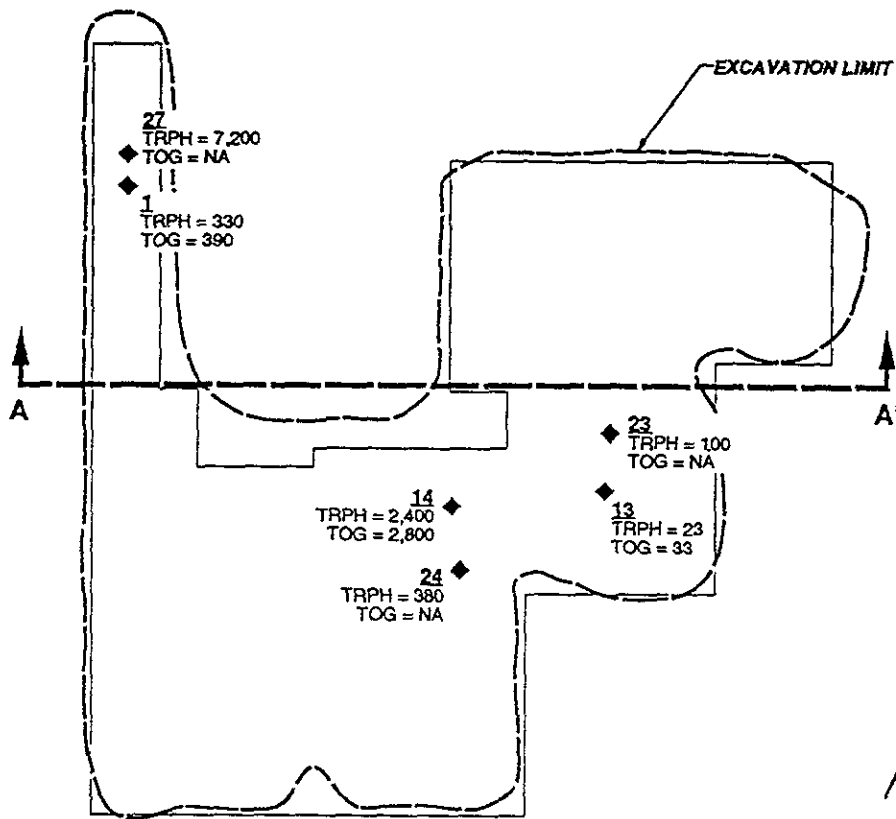 EXCAVATION LIMIT
27
TRPH = 7,200
TOG = NA
1
TRPH = 330
TOG = 390
A
A
23
TRPH = 100
TOG = NA
14
TRPH = 2,400
TOG = 2,800
13
TRPH = 23
TOG = 33
24
TRPH = 380
TOG = NA